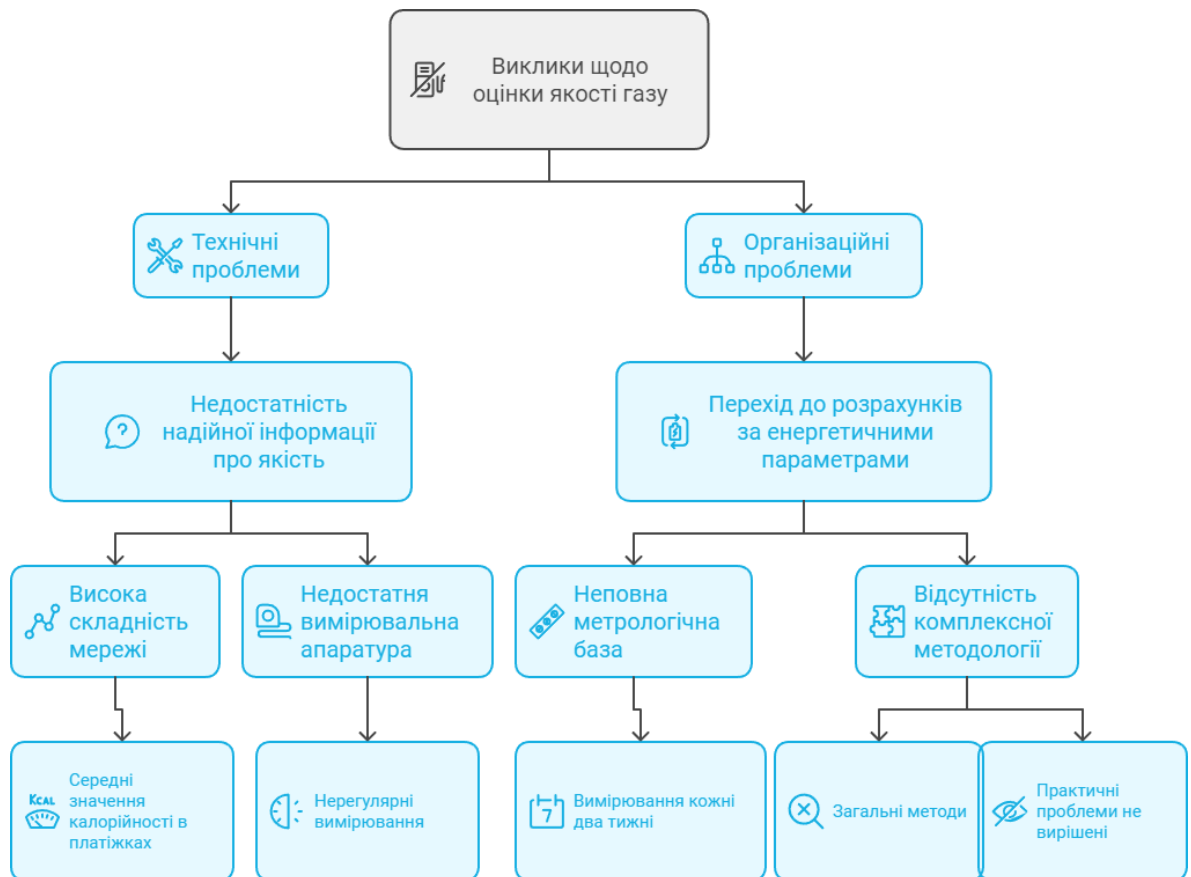 Виклики щодо
оцінки якості газу
Технічні
проблеми
Організаційні
проблеми
Недостатність
надійної інформації
про якість
Перехід до розрахунків
за енергетичними
параметрами
Висока
складність
мережі
Недостатня
вимірювальна
апаратура
Неповна
метрологічна
база
Відсутність
комплексної
методології
KCAL
Середні
значення
калорійності в
платіжках
Нерегулярні
вимірювання
7
Вимірювання кожні
два тижні
Загальні методи
Практичні
проблеми не
вирішені